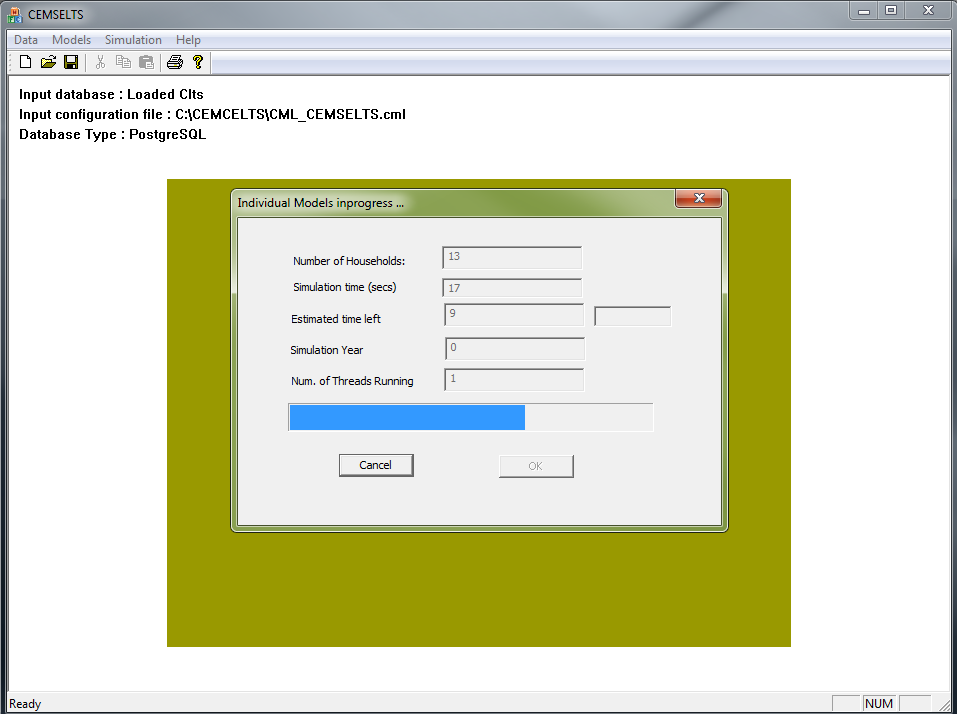 CEMSELTS
Data Models Simulation Help
Input database : Loaded Clts
Input configuration file : C:\CEMCELTS\CML_CEMSELTS.cml
Database Type : PostgreSQL
Individual Models inprogress ...
Number of Households: 13
Simulation time (secs) 17
Estimated time left 9
Simulation Year 0
Num. of Threads Running 1
Cancel OK
Ready NUM